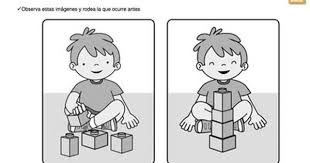 ✓Observa estas imágenes y rodea la que ocurre antes